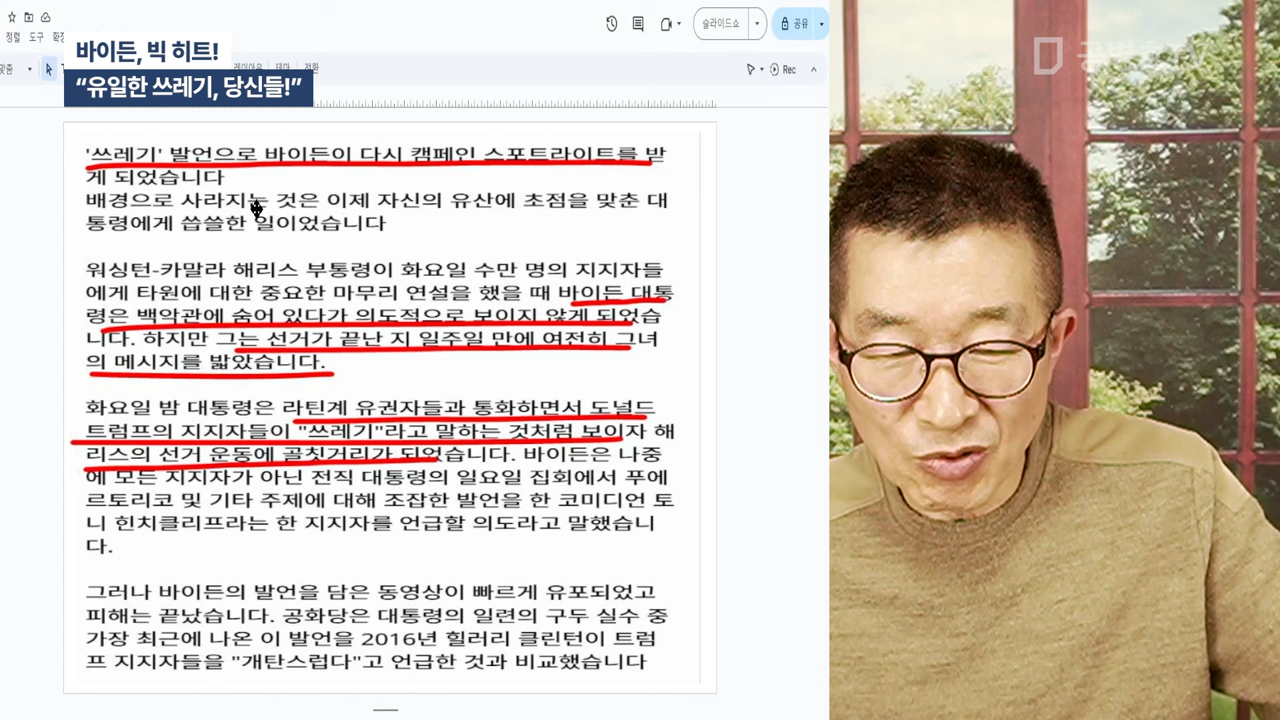 정렬 도구 확장
슬라이드쇼
공유
바이든, 빅 히트!
“유일한 쓰레기, 당신들!”
맞춤
레이아웃 테마 전환
Rec
공병호TV
'쓰레기' 발언으로 바이든이 다시 캠페인 스포트라이트를 받
게 되었습니다
배경으로 사라지는 것은 이제 자신의 유산에 초점을 맞춘 대
통령에게 씁쓸한 일이었습니다
워싱턴-카말라 해리스 부통령이 화요일 수만 명의 지지자들
에게 타원에 대한 중요한 마무리 연설을 했을 때 바이든 대통
령은 백악관에 숨어 있다가 의도적으로 보이지 않게 되었습
니다. 하지만 그는 선거가 끝난 지 일주일 만에 여전히 그녀
의 메시지를 밟았습니다.
화요일 밤 대통령은 라틴계 유권자들과 통화하면서 도널드
트럼프의 지지자들이 "쓰레기"라고 말하는 것처럼 보이자 해
리스의 선거 운동에 골칫거리가 되었습니다. 바이든은 나중
에 모든 지지자가 아닌 전직 대통령의 일요일 집회에서 푸에
르토리코 및 기타 주제에 대해 조잡한 발언을 한 코미디언 토
니 힌치클리프라는 한 지지자를 언급할 의도라고 말했습니
다.
그러나 바이든의 발언을 담은 동영상이 빠르게 유포되었고
피해는 끝났습니다. 공화당은 대통령의 일련의 구두 실수 중
가장 최근에 나온 이 발언을 2016년 힐러리 클린턴이 트럼
프 지지자들을 "개탄스럽다"고 언급한 것과 비교했습니다